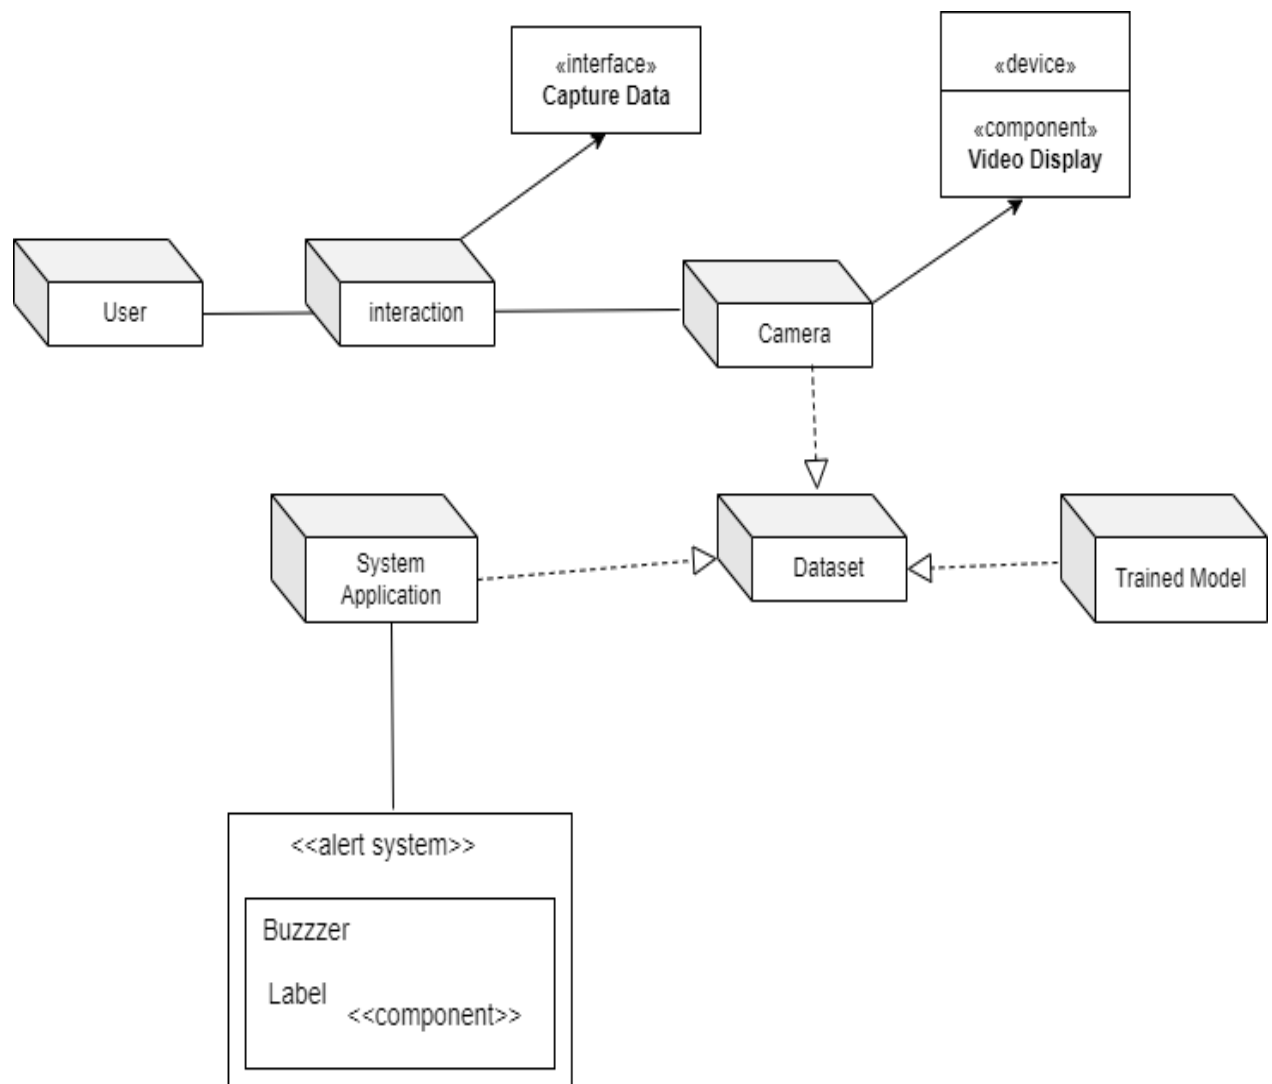 «interface»
Capture Data
«device»
«component»
Video Display
User
interaction
Camera
System
Application
Dataset
Trained Model
<<alert system>>
Buzzzer
Label
<<component>>